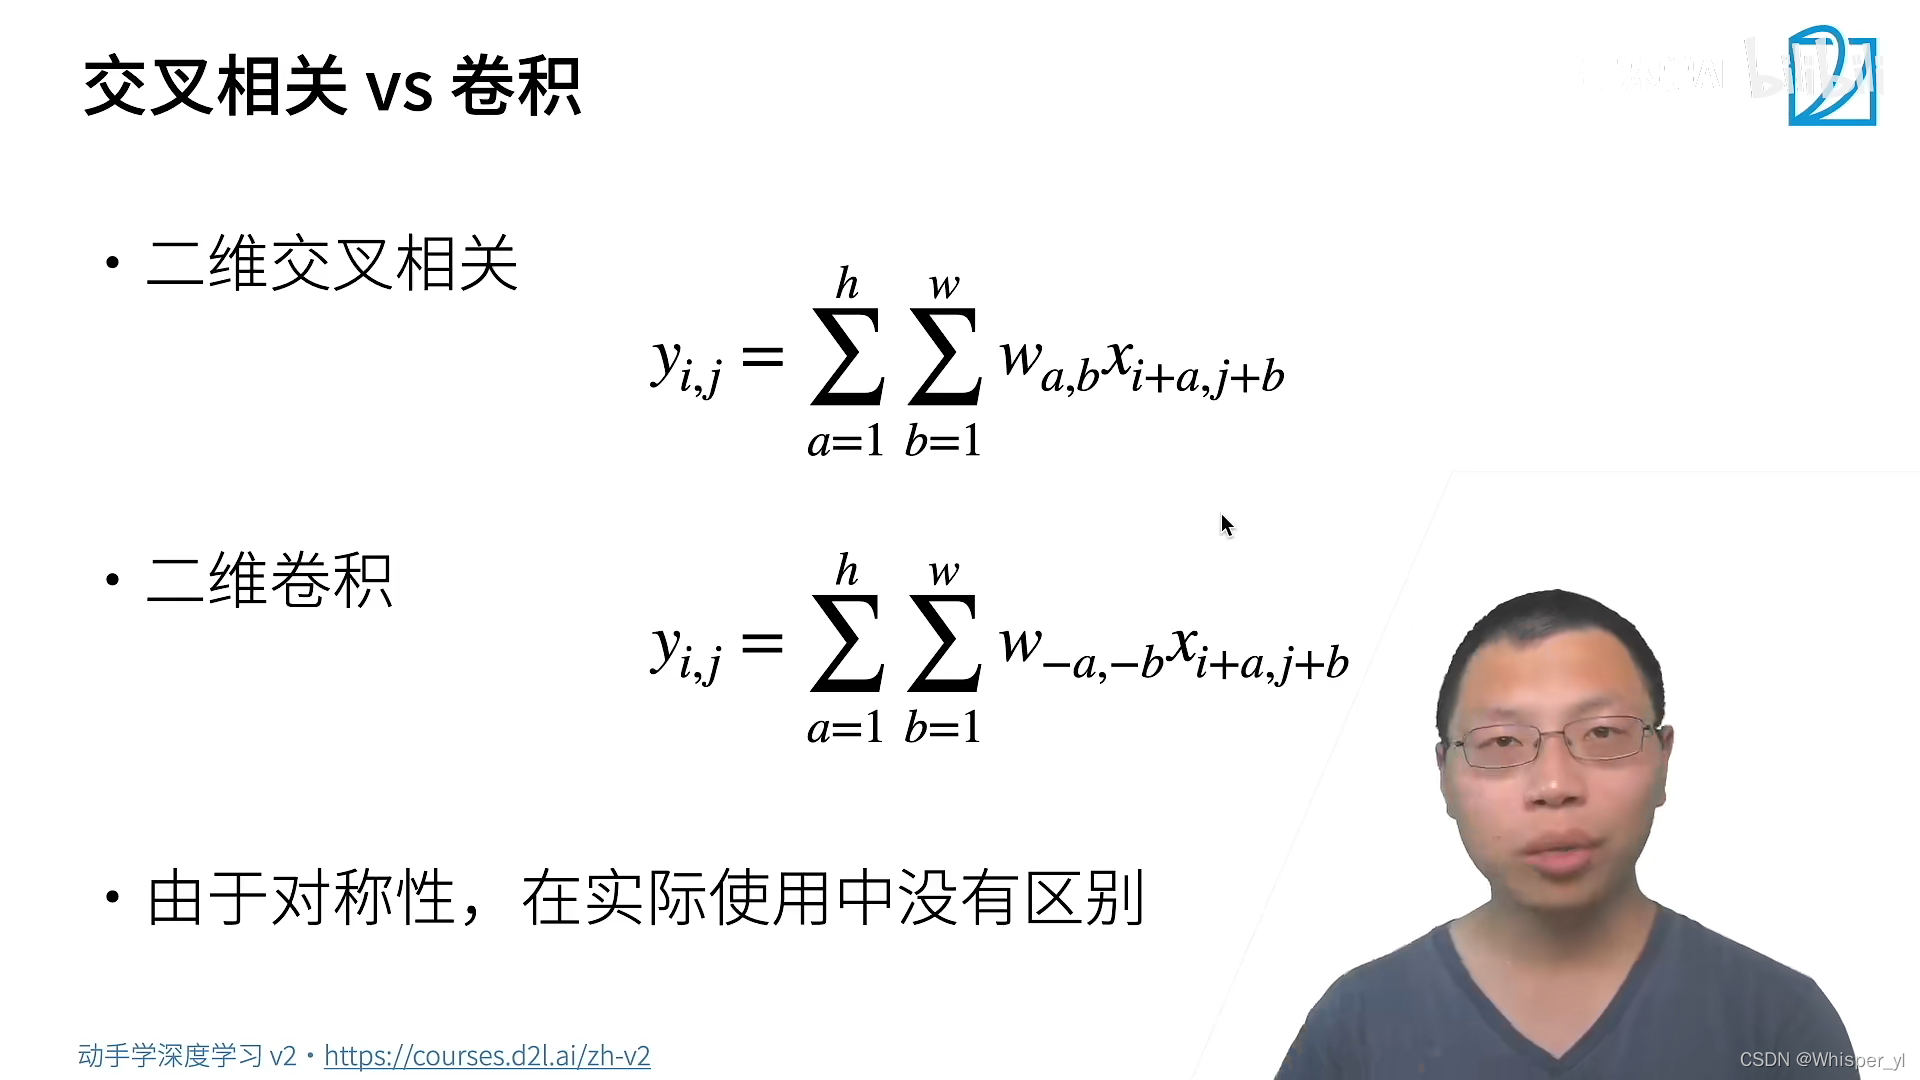 交叉相关 vs 卷积
bilibili
• 二维交叉相关
y_{i,j} = \sum_{a=1}^{h} \sum_{b=1}^{w} w_{a,b} x_{i+a,j+b}
• 二维卷积
y_{i,j} = \sum_{a=1}^{h} \sum_{b=1}^{w} w_{-a,-b} x_{i+a,j+b}
• 由于对称性，在实际使用中没有区别
动手学深度学习 v2 • https://courses.d2l.ai/zh-v2
CSDN @Whisper_yl